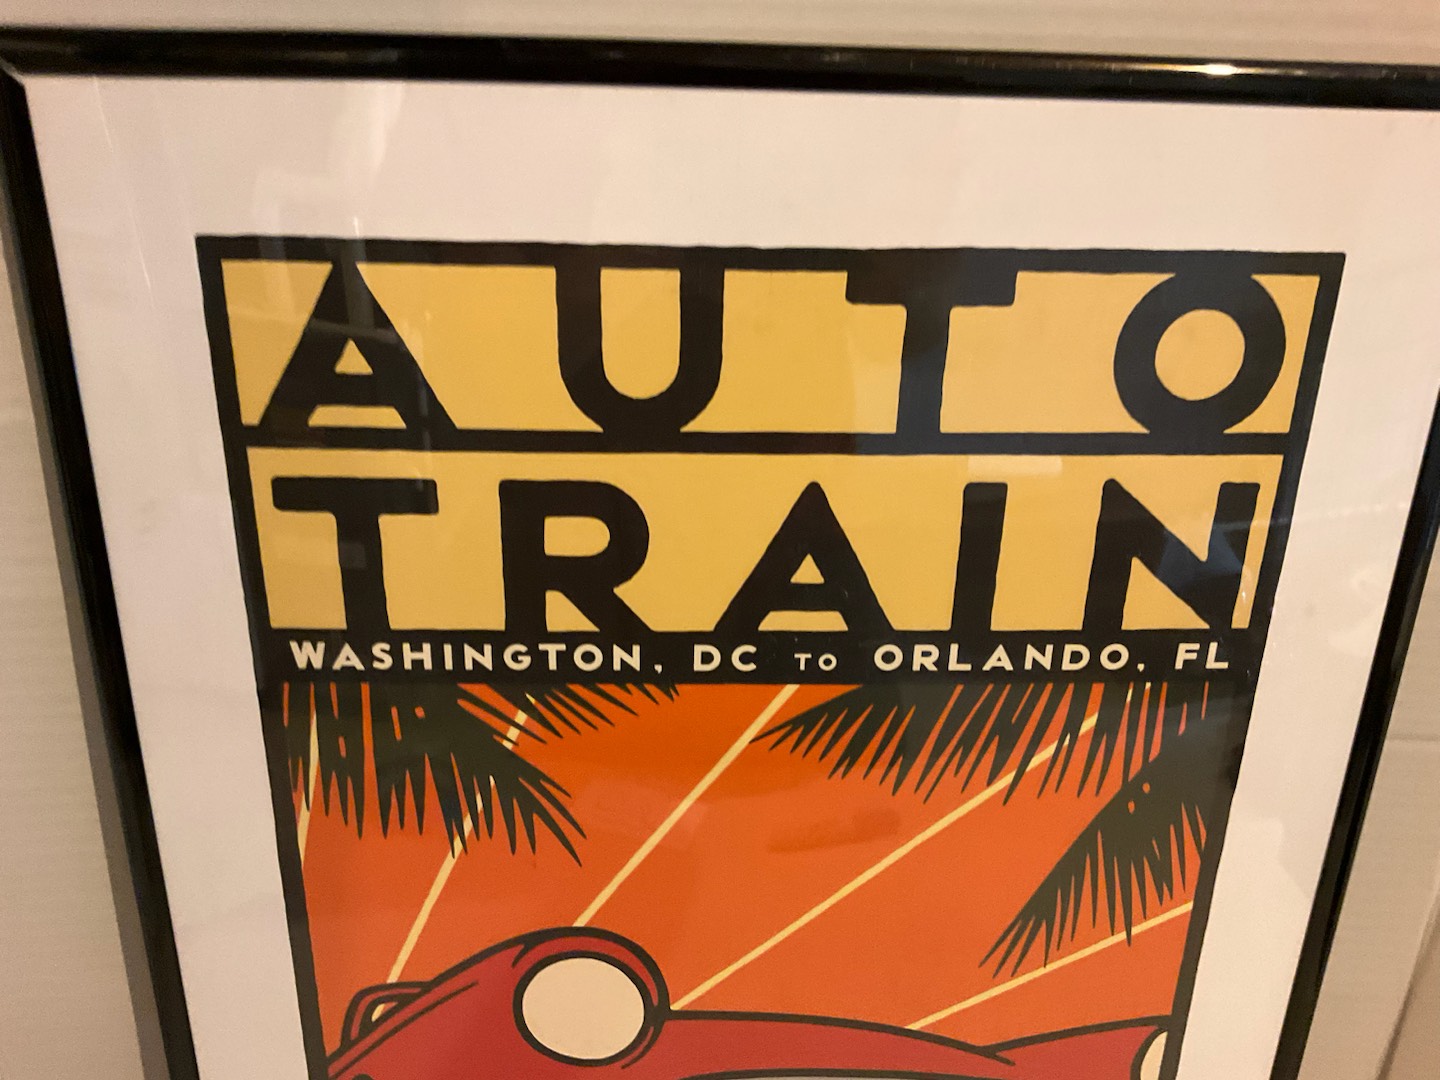 AUTO
TRAIN
WASHINGTON, DC TO ORLANDO, FL